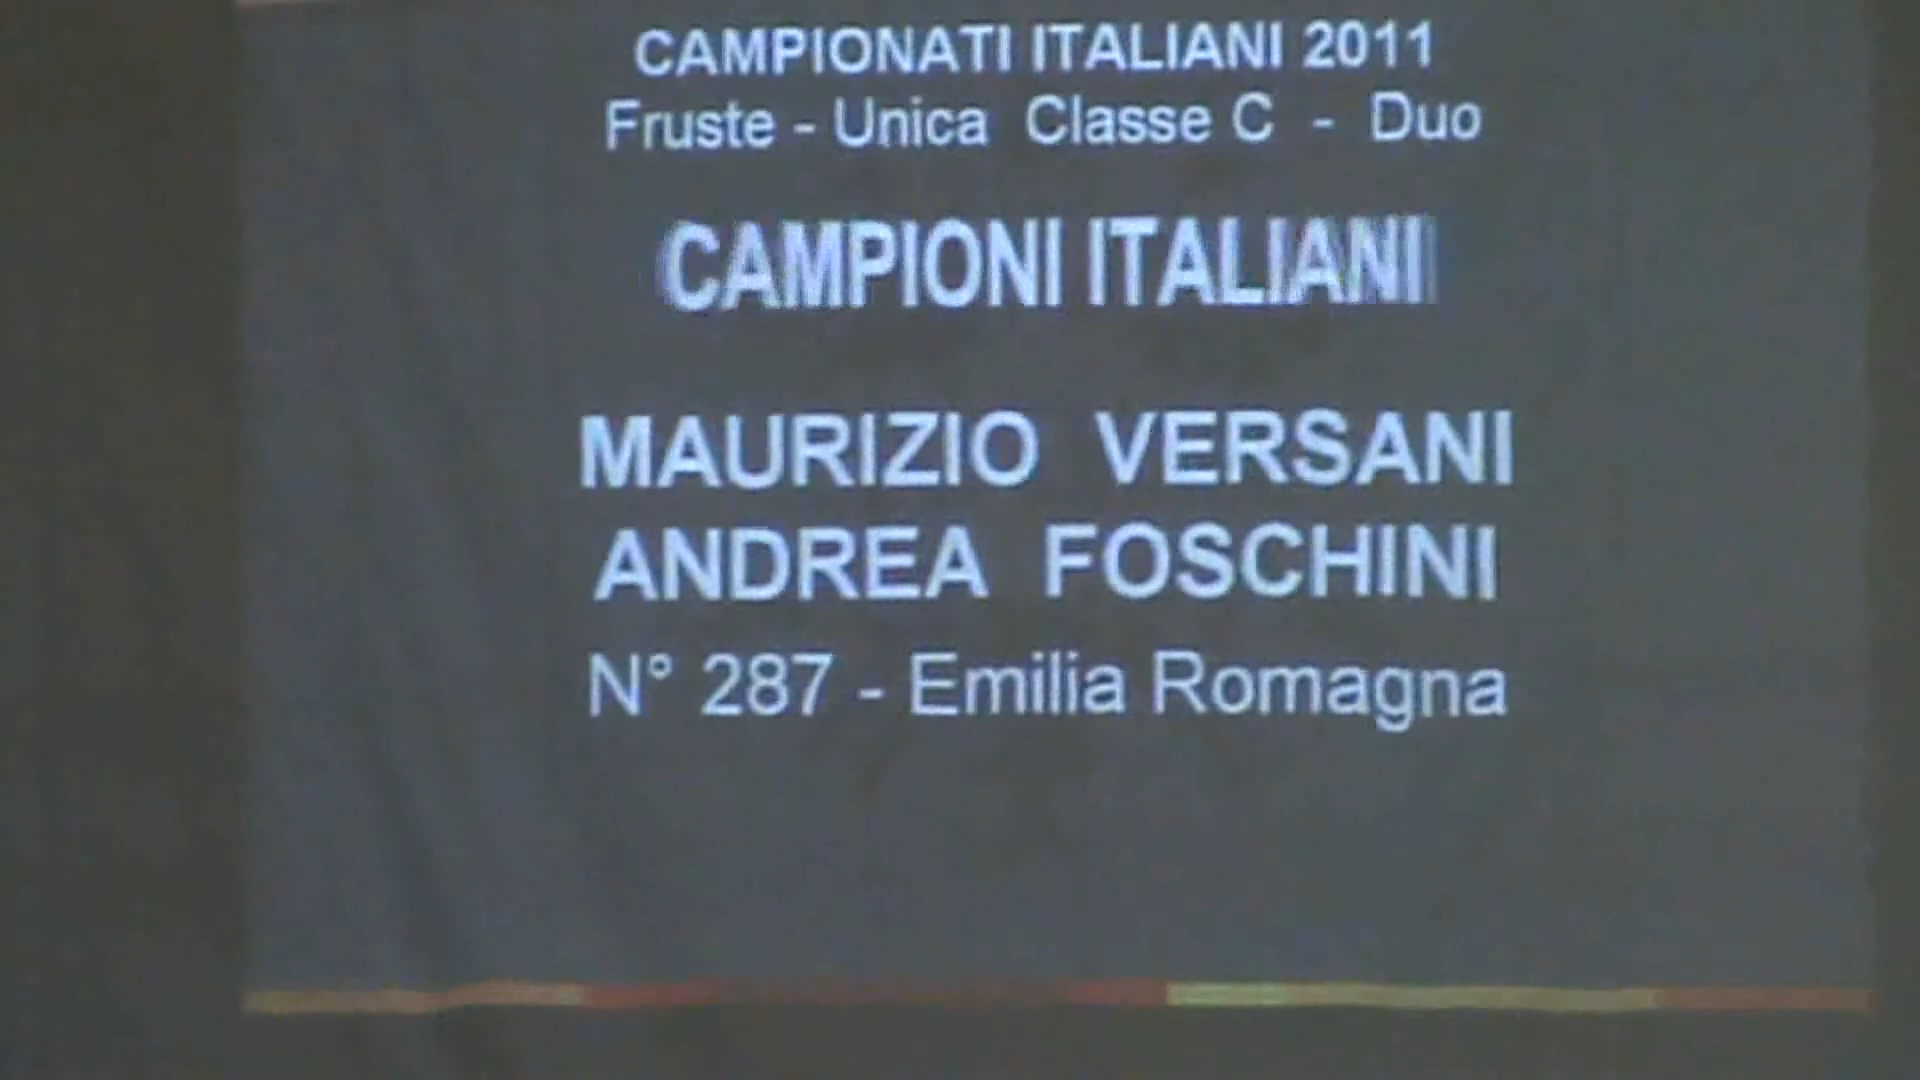 CAMPIONATI ITALIANI 2011
Fruste - Unica Classe C - Duo
CAMPIONI ITALIANI
MAURIZIO VERSANI
ANDREA FOSCHINI
N° 287 - Emilia Romagna